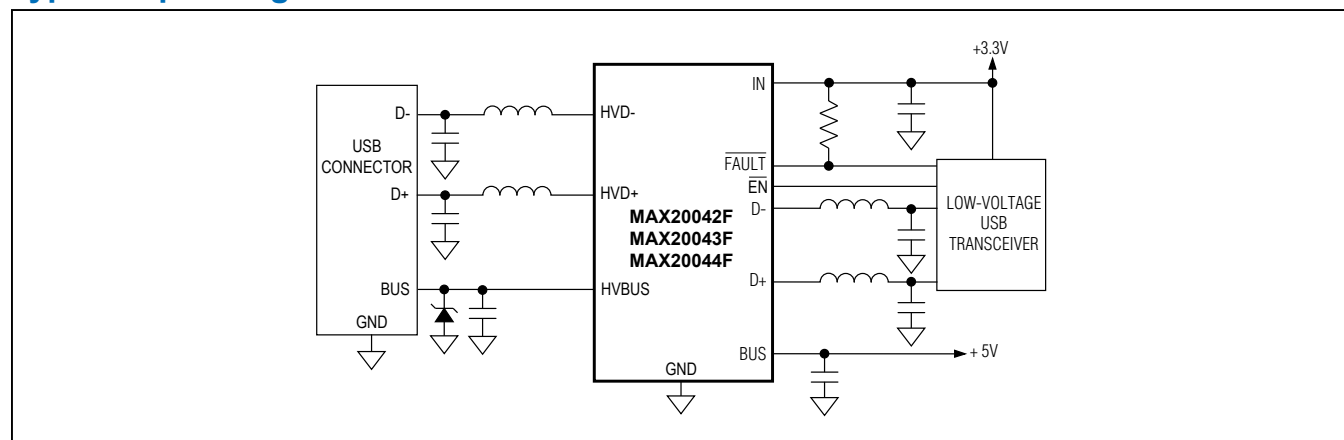 +3.3V
IN
D-
HVD-
USB
CONNECTOR
FAULT
EN
D+
HVD+
D-
LOW-VOLTAGE
USB
TRANSCEIVER
MAX20042F
MAX20043F
MAX20044F
D+
BUS
HVBUS
GND
BUS
+ 5V
GND